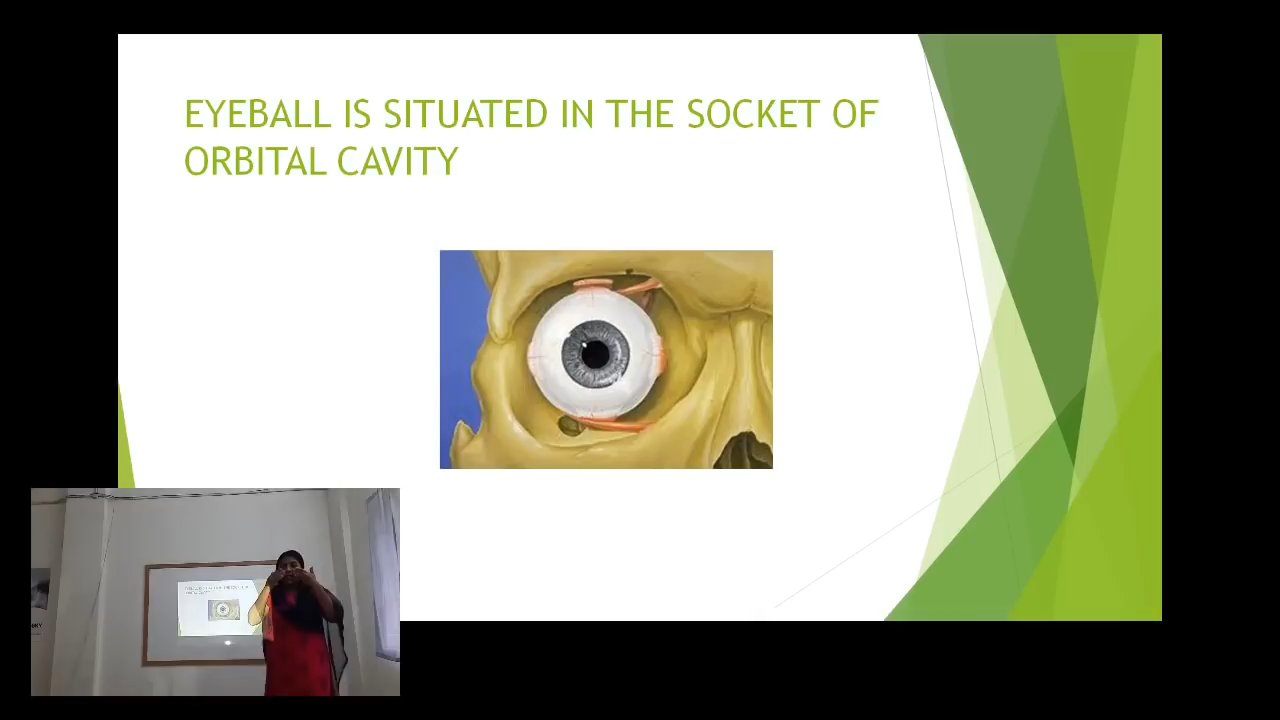 EYEBALL IS SITUATED IN THE SOCKET OF
ORBITAL CAVITY